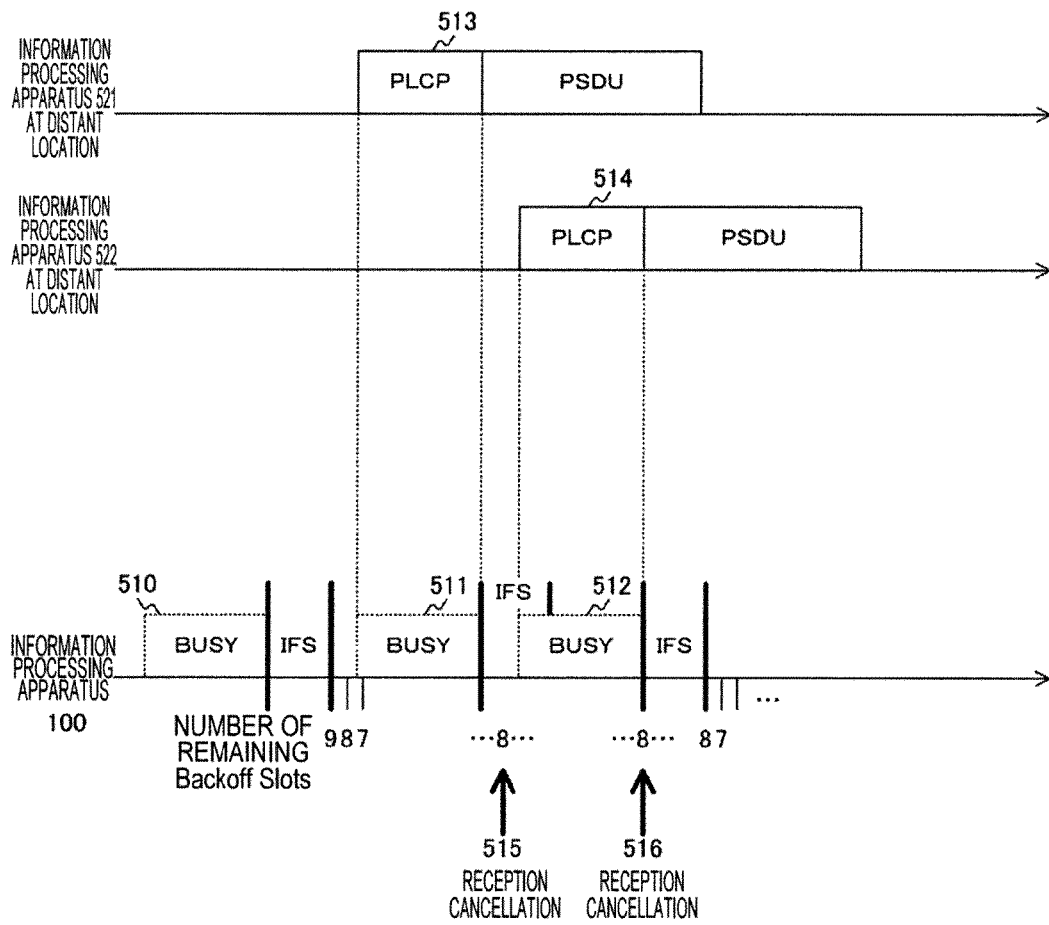 513
INFORMATION
PROCESSING
APPARATUS 521
AT DISTANT
LOCATION
PLCP
PSDU
514
INFORMATION
PROCESSING
APPARATUS 522
AT DISTANT
LOCATION
PLCP
PSDU
510
511
IFS
512
INFORMATION
PROCESSING
APPARATUS
100
BUSY
IFS
BUSY
BUSY
IFS
...
NUMBER OF
REMAINING
Backoff Slots
987
...8...
...8...
87
515
RECEPTION
CANCELLATION
516
RECEPTION
CANCELLATION